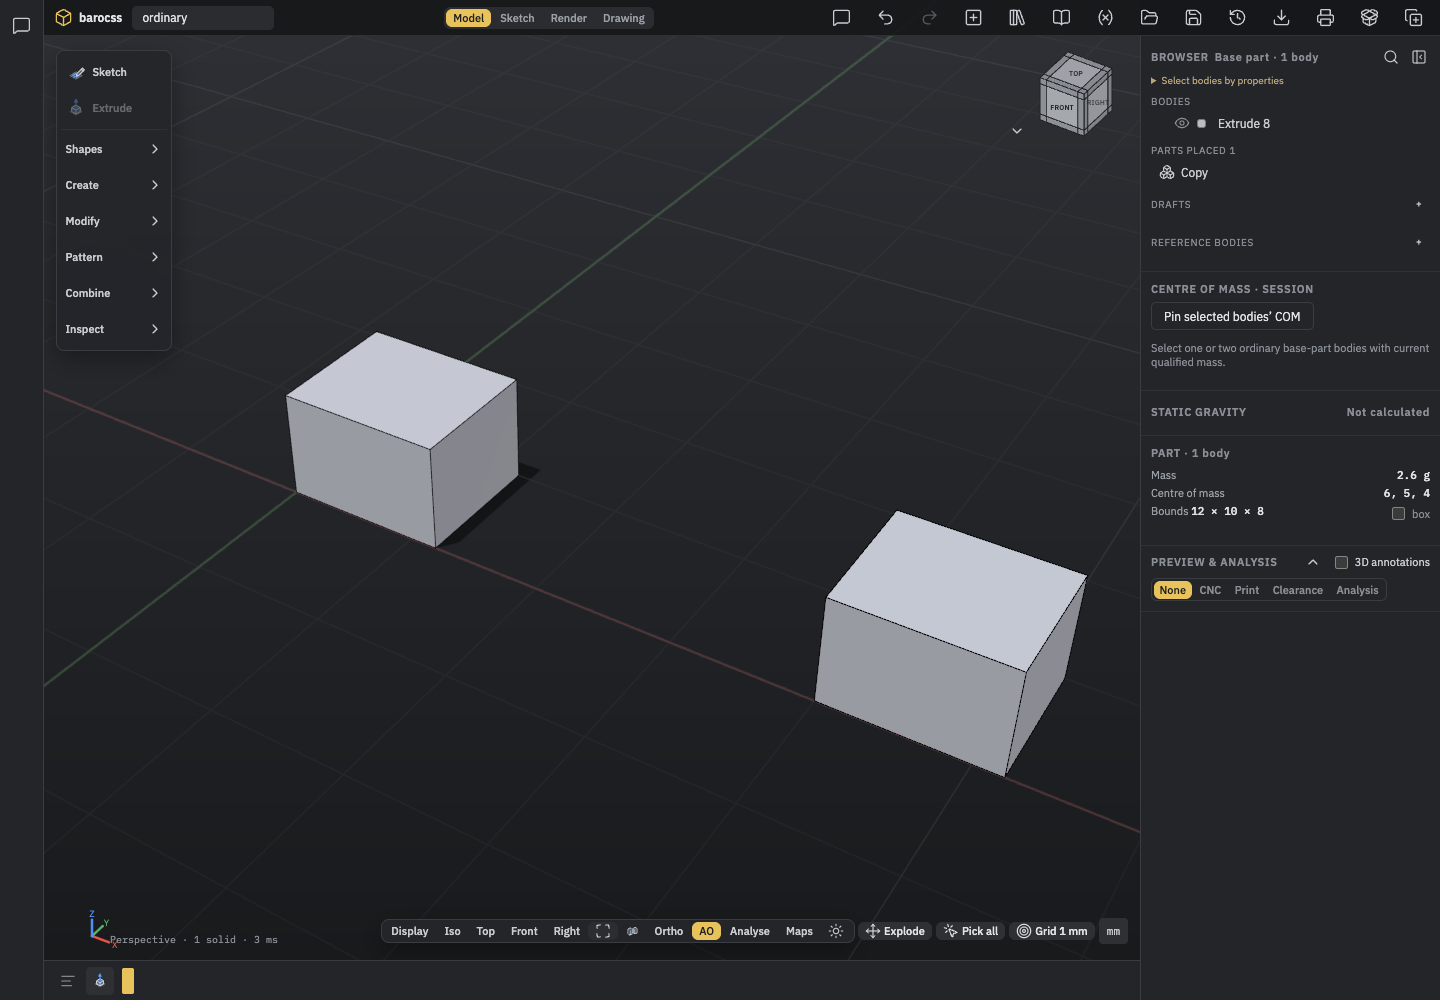 barocss
ordinary
Model
Sketch
Render
Drawing
Sketch
Extrude
Shapes
Create
Modify
Pattern
Combine
Inspect
TOP
FRONT
RIGHT
BROWSER Base part · 1 body
Select bodies by properties
BODIES
Extrude 8
PARTS PLACED 1
Copy
DRAFTS +
REFERENCE BODIES +
CENTRE OF MASS · SESSION
Pin selected bodies’ COM
Select one or two ordinary base-part bodies with current
qualified mass.
STATIC GRAVITY Not calculated
PART · 1 body
Mass 2.6 g
Centre of mass 6, 5, 4
Bounds 12 × 10 × 8 box
PREVIEW & ANALYSIS 3D annotations
None CNC Print Clearance Analysis
Z
Y
X
Perspective · 1 solid · 3 ms
Display Iso Top Front Right Ortho AO Analyse Maps Explode Pick all Grid 1 mm mm